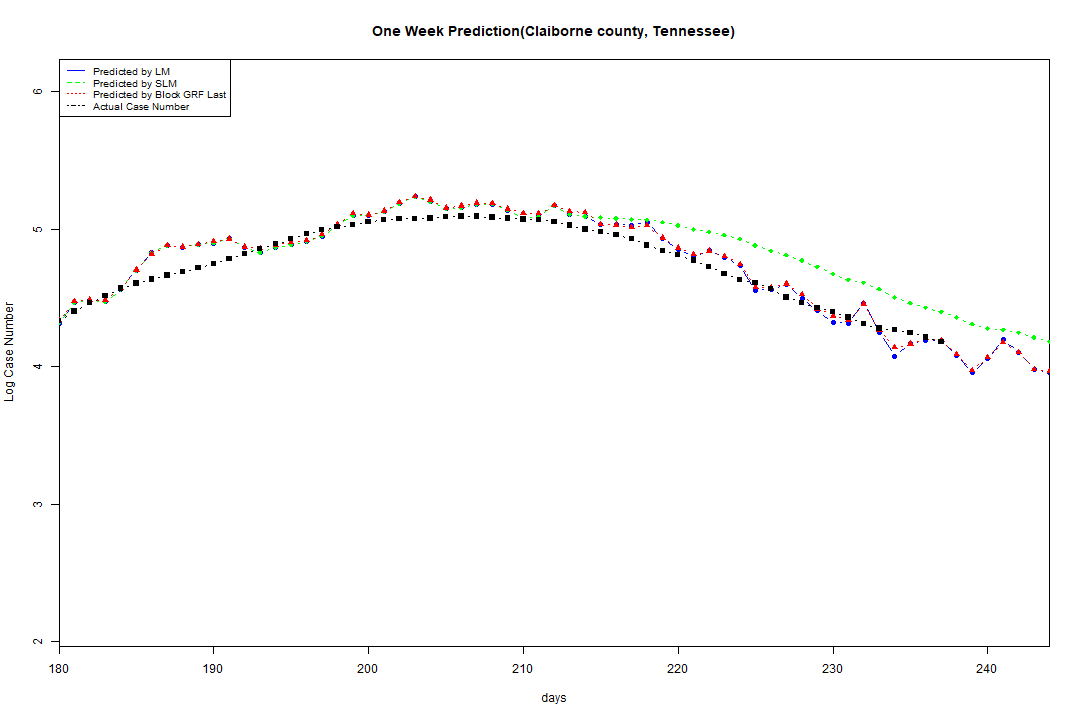 One Week Prediction(Claiborne county, Tennessee)
Predicted by LM
Predicted by SLM
Predicted by Block GRF Last
Actual Case Number
6
5
4
3
2
Log Case Number
180 190 200 210 220 230 240
days